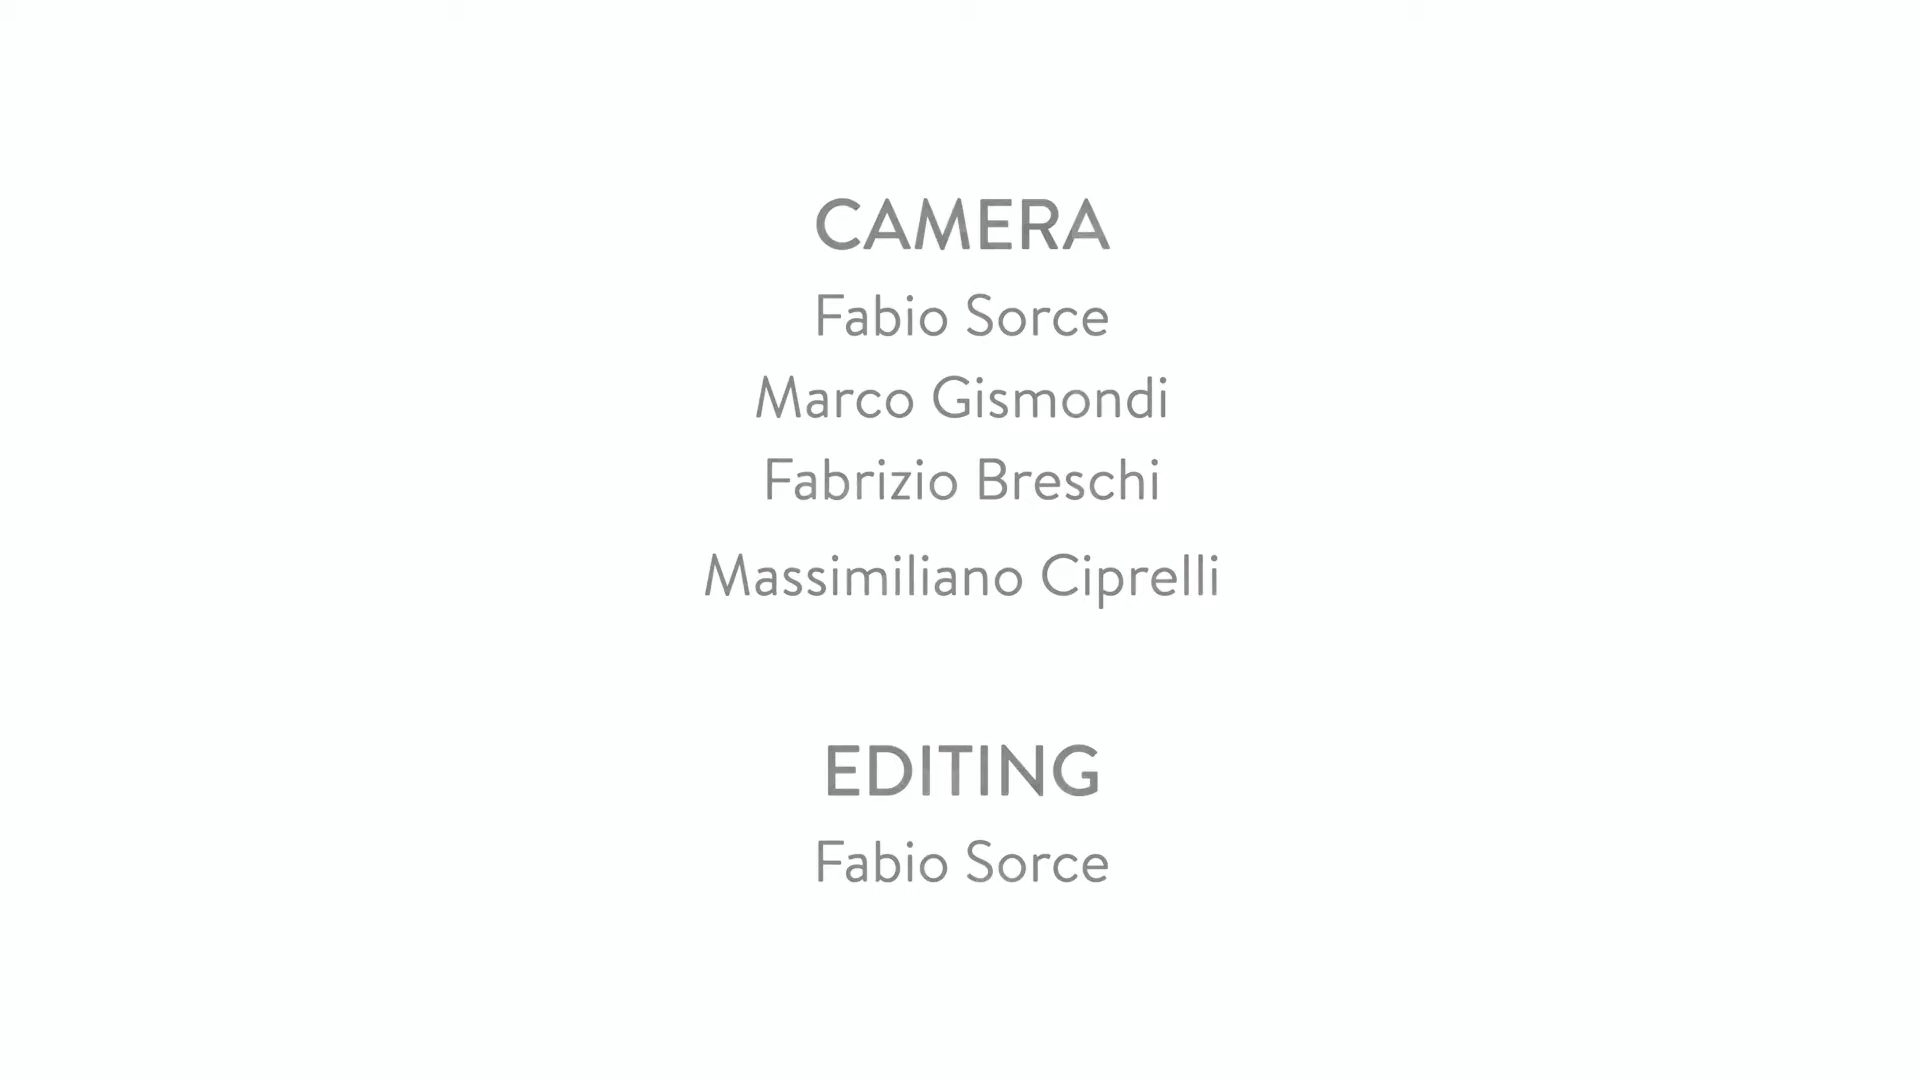 CAMERA
Fabio Sorce
Marco Gismondi
Fabrizio Breschi
Massimiliano Ciprelli
EDITING
Fabio Sorce